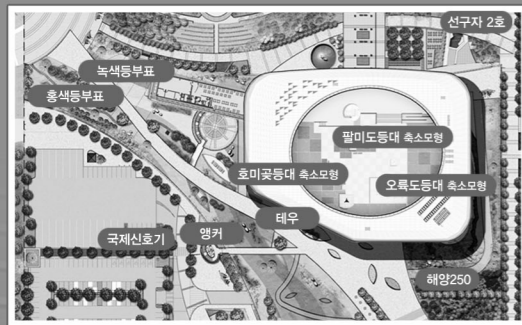 선구자 2호
녹색등부표
홍색등부표
팔미도등대 축소모형
호미곶등대 축소모형
오륙도등대 축소모형
테우
앵커
국제신호기
해양250